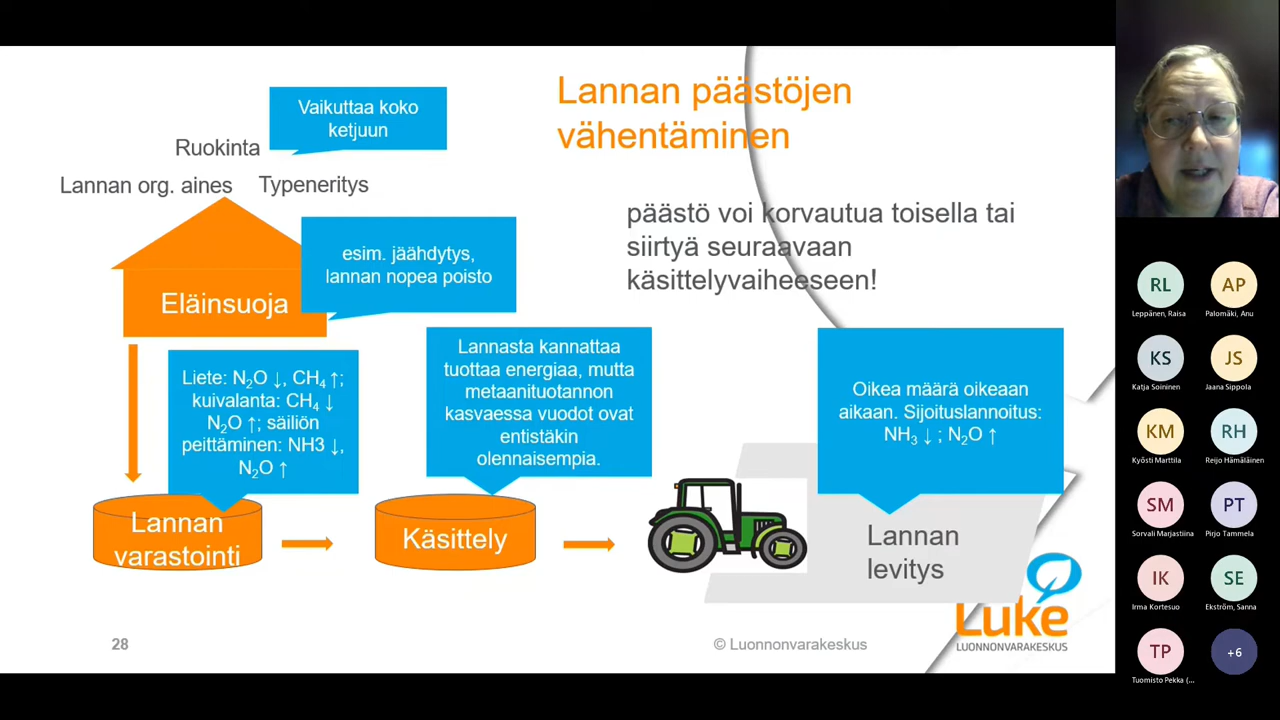 Lannan päästöjen
vähentäminen
Vaikuttaa koko
ketjuun
Ruokinta
Lannan org. aines
Typeneritys
päästö voi korvautua toisella tai
siirtyä seuraavaan
käsittelyvaiheeseen!
esim. jäähdytys,
lannan nopea poisto
Eläinsuoja
Liete: N₂O ↓, CH₄ ↑;
kuivalanta: CH₄ ↓
N₂O ↑; säiliön
peittäminen: NH3 ↓,
N₂O ↑
Lannasta kannattaa
tuottaa energiaa, mutta
metaanituotannon
kasvaessa vuodot ovat
entistäkin
olennaisempia.
Oikea määrä oikeaan
aikaan. Sijoituslannoitus:
NH₃ ↓ ; N₂O ↑
Lannan
varastointi
Käsittely
Lannan
levitys
28
© Luonnonvarakeskus
Luke
LUONNONVARAKESKUS
RL
AP
Leppänen, Raisa
Palomäki, Anu
KS
JS
Katja Soininen
Jaana Sippola
KM
RH
Kyösti Marttila
Reijo Hämäläinen
SM
PT
Sorvali Marjastiina
Pirjo Tammela
IK
SE
Irma Kortesuo
Ekström, Sanna
TP
+6
Tuomisto Pekka (...